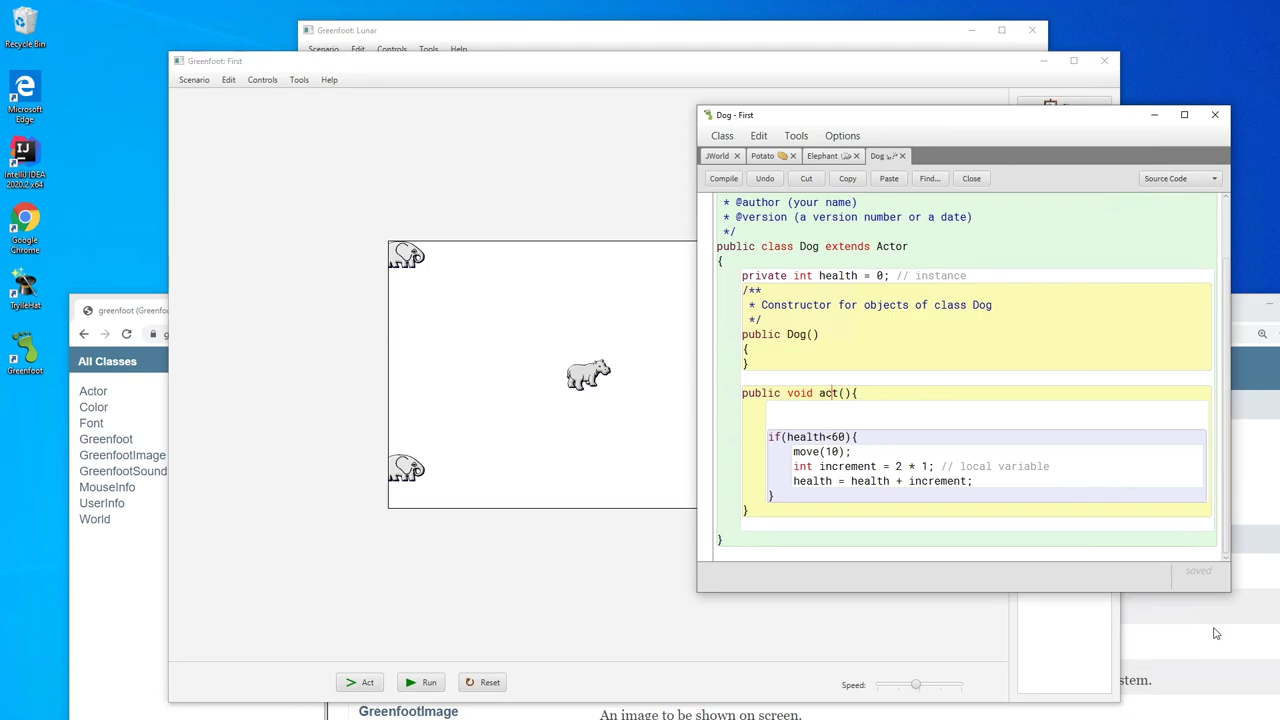 Recycle Bin
Microsoft
Edge
IntelliJ IDEA
2020.2 x64
Google
Chrome
Greenfoot
Greenfoot: Lunar
Scenario Edit Controls Tools Help
Greenfoot: First
Scenario Edit Controls Tools Help
Dog - First
Class Edit Tools Options
JWorld Potato Elephant Dog
Compile Undo Cut Copy Paste Find... Close Source Code
* @author (your name)
* @version (a version number or a date)
*/
public class Dog extends Actor
{
private int health = 0; // instance
/**
* Constructor for objects of class Dog
*/
public Dog()
{
}
public void act(){
if(health<60){
move(10);
int increment = 2 * 1; // local variable
health = health + increment;
}
}
}
saved
greenfoot (Greenfoo
All Classes
Actor
Color
Font
Greenfoot
GreenfootImage
GreenfootSound
MouseInfo
UserInfo
World
Act Run Reset Speed:
stem.
GreenfootImage An image to be shown on screen.